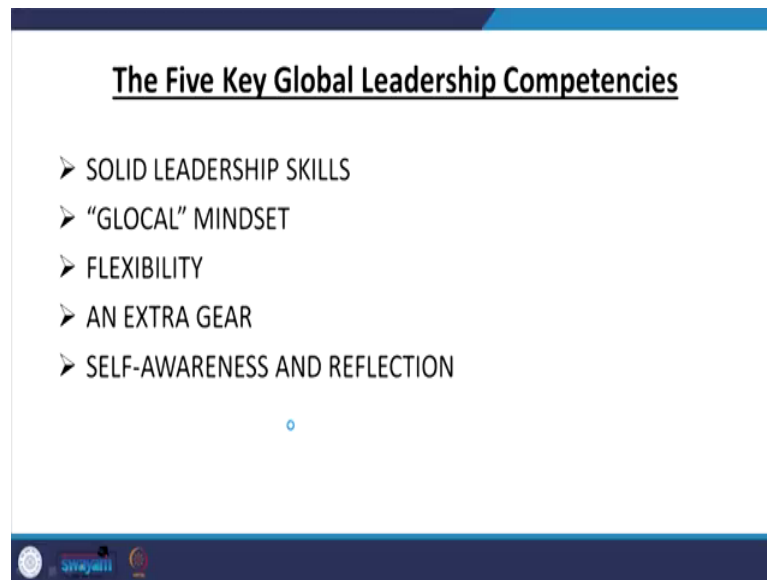 The Five Key Global Leadership Competencies
➢ SOLID LEADERSHIP SKILLS
➢ “GLOCAL” MINDSET
➢ FLEXIBILITY
➢ AN EXTRA GEAR
➢ SELF-AWARENESS AND REFLECTION
swayam